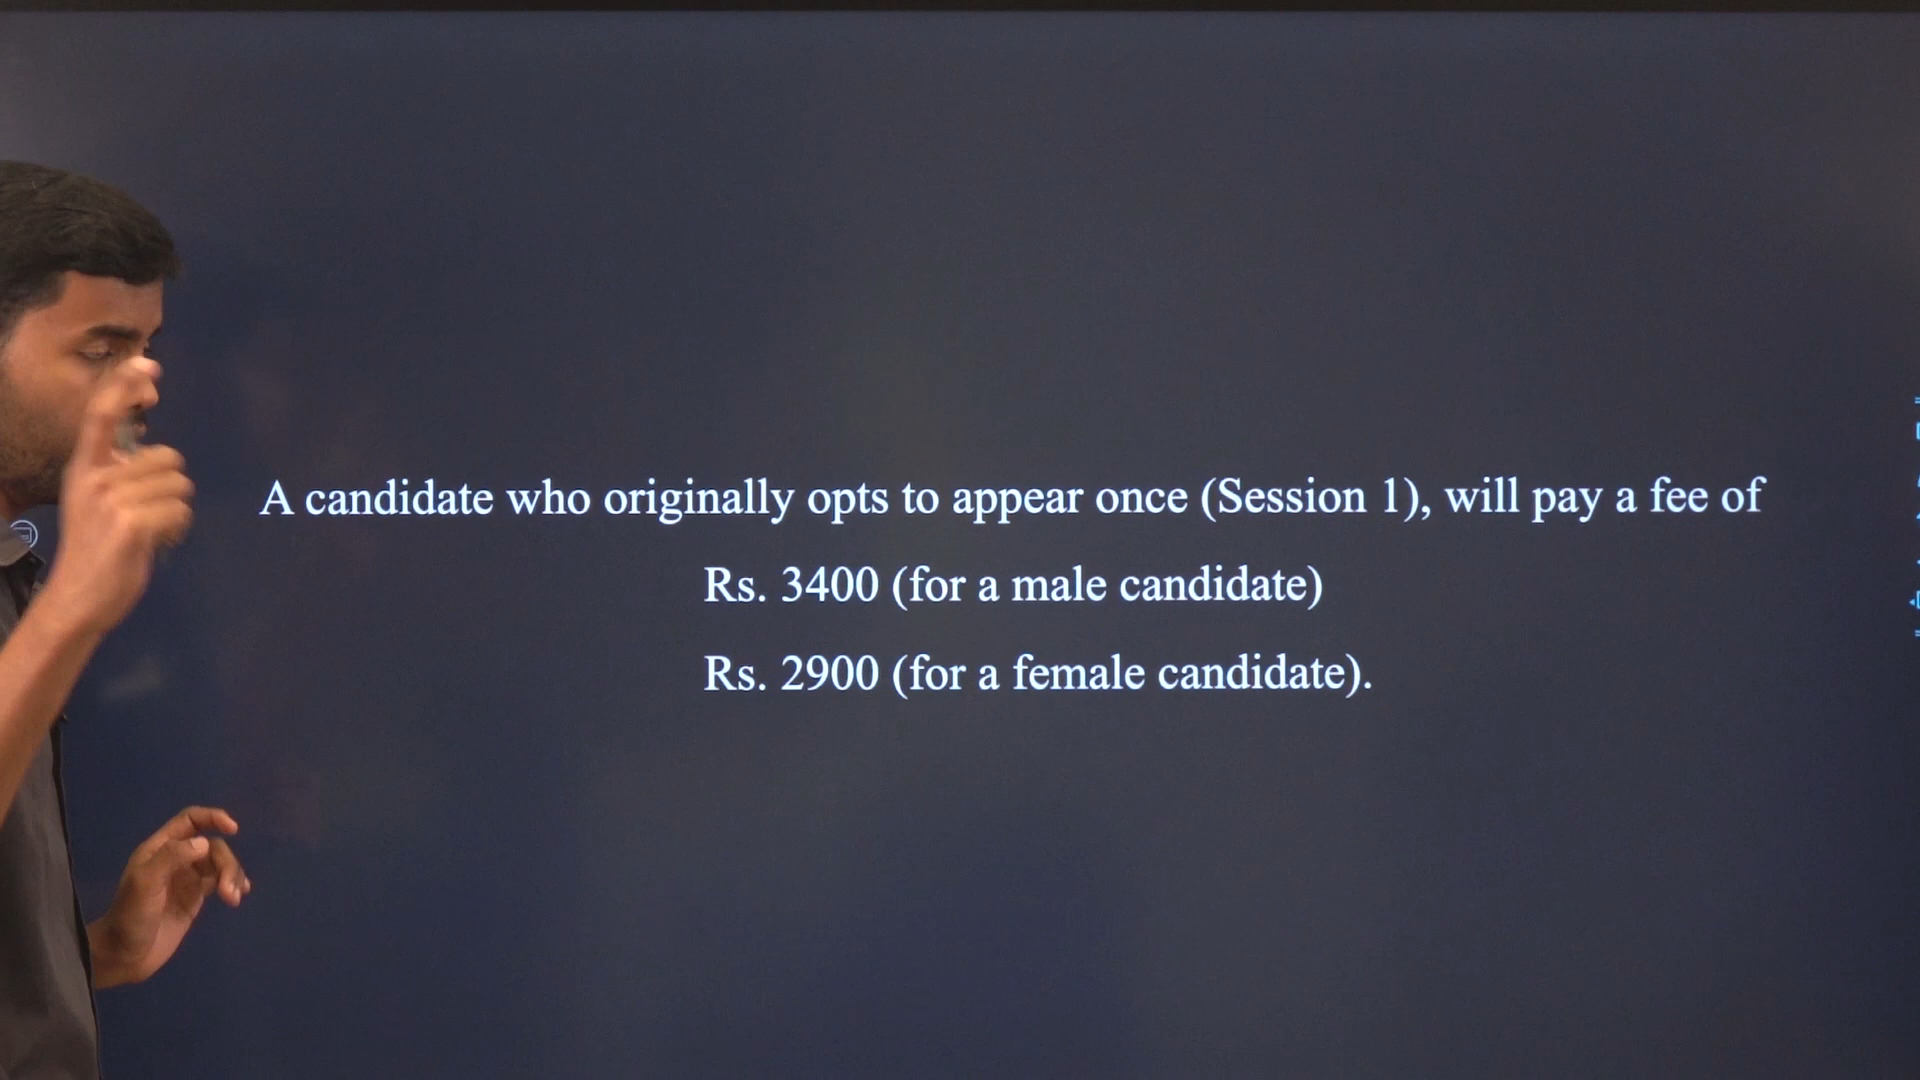 A candidate who originally opts to appear once (Session 1), will pay a fee of
Rs. 3400 (for a male candidate)
Rs. 2900 (for a female candidate).